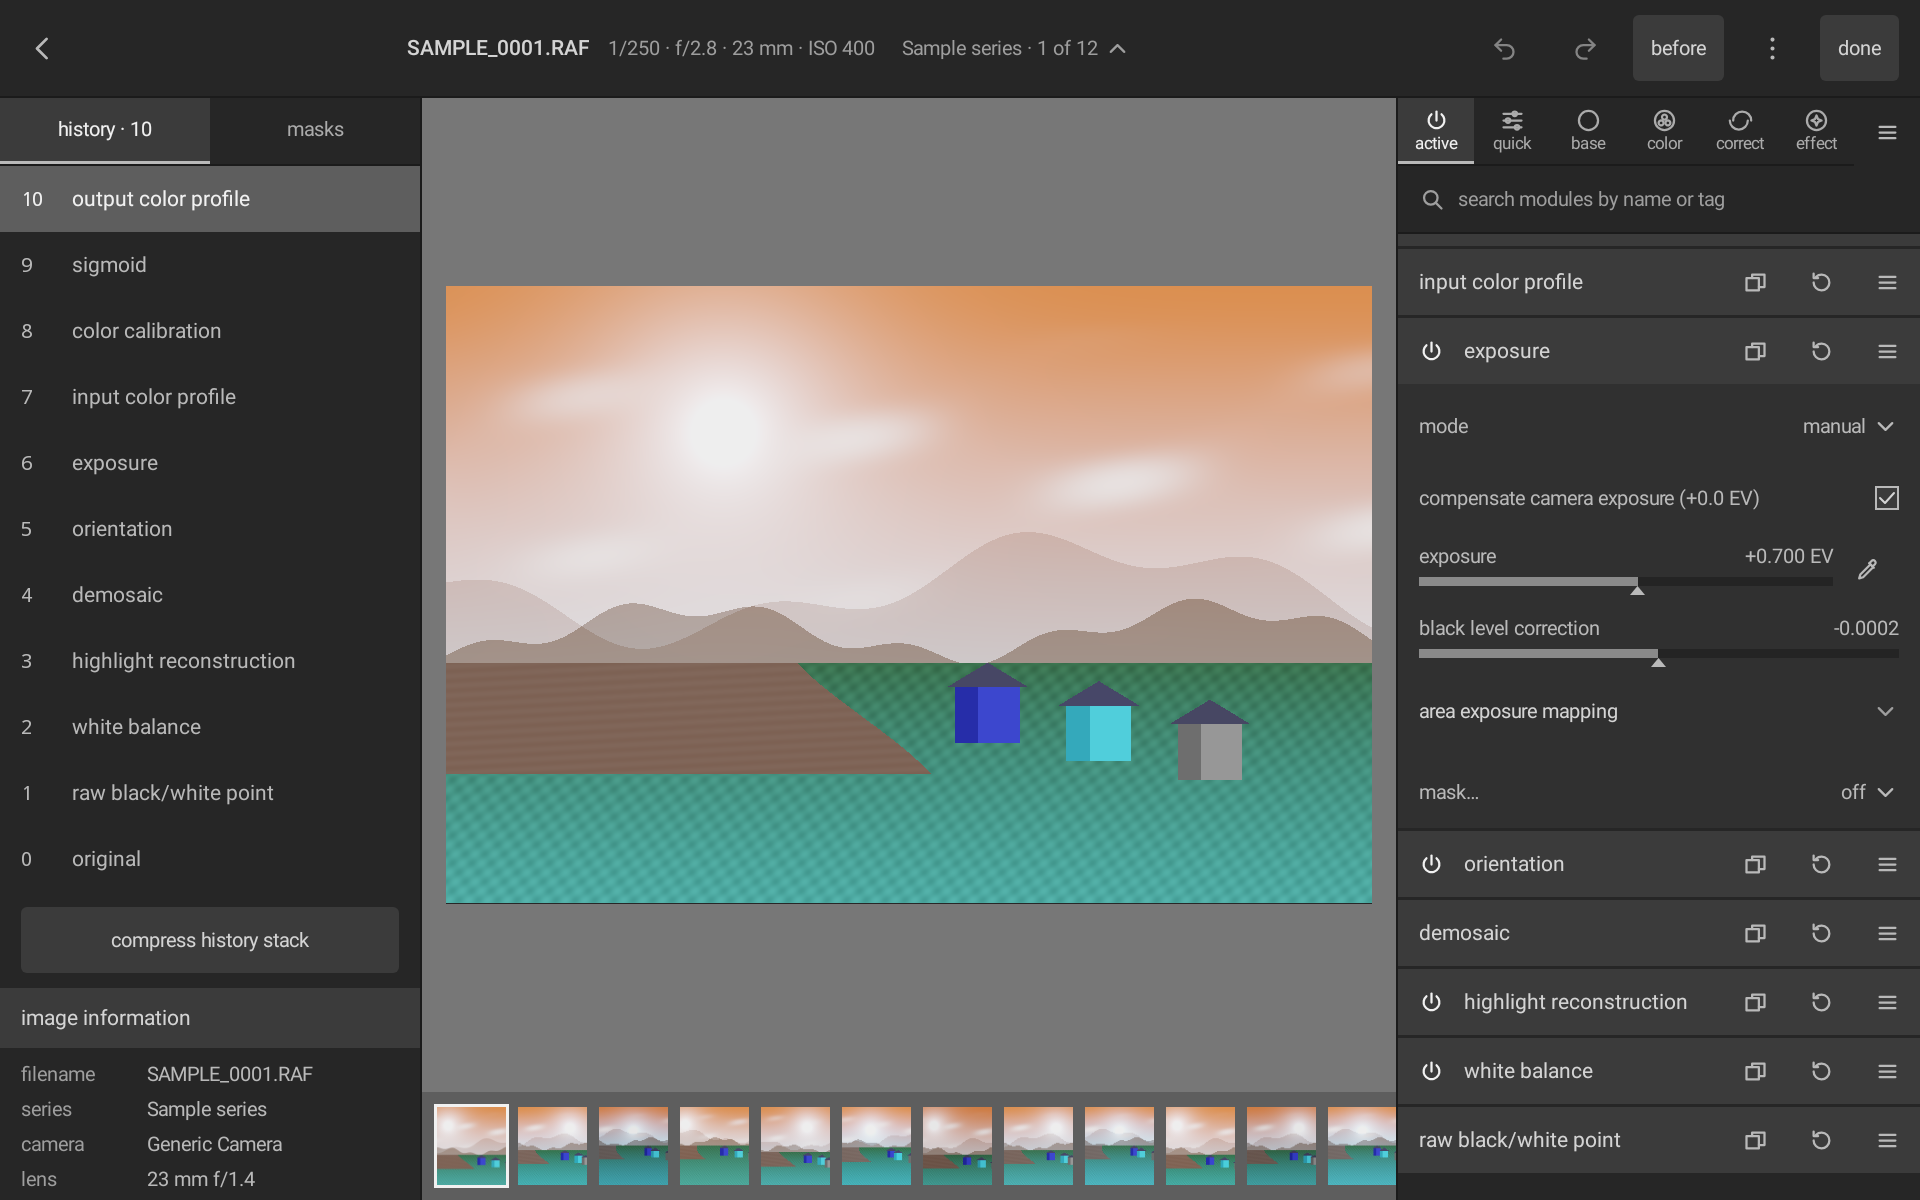 SAMPLE_0001.RAF 1/250 · f/2.8 · 23 mm · ISO 400 Sample series · 1 of 12
before
done
history · 10
masks
10 output color profile
9 sigmoid
8 color calibration
7 input color profile
6 exposure
5 orientation
4 demosaic
3 highlight reconstruction
2 white balance
1 raw black/white point
0 original
compress history stack
image information
filename SAMPLE_0001.RAF
series Sample series
camera Generic Camera
lens 23 mm f/1.4
active
quick
base
color
correct
effect
search modules by name or tag
input color profile
exposure
mode manual
compensate camera exposure (+0.0 EV)
exposure +0.700 EV
black level correction -0.0002
area exposure mapping
mask... off
orientation
demosaic
highlight reconstruction
white balance
raw black/white point